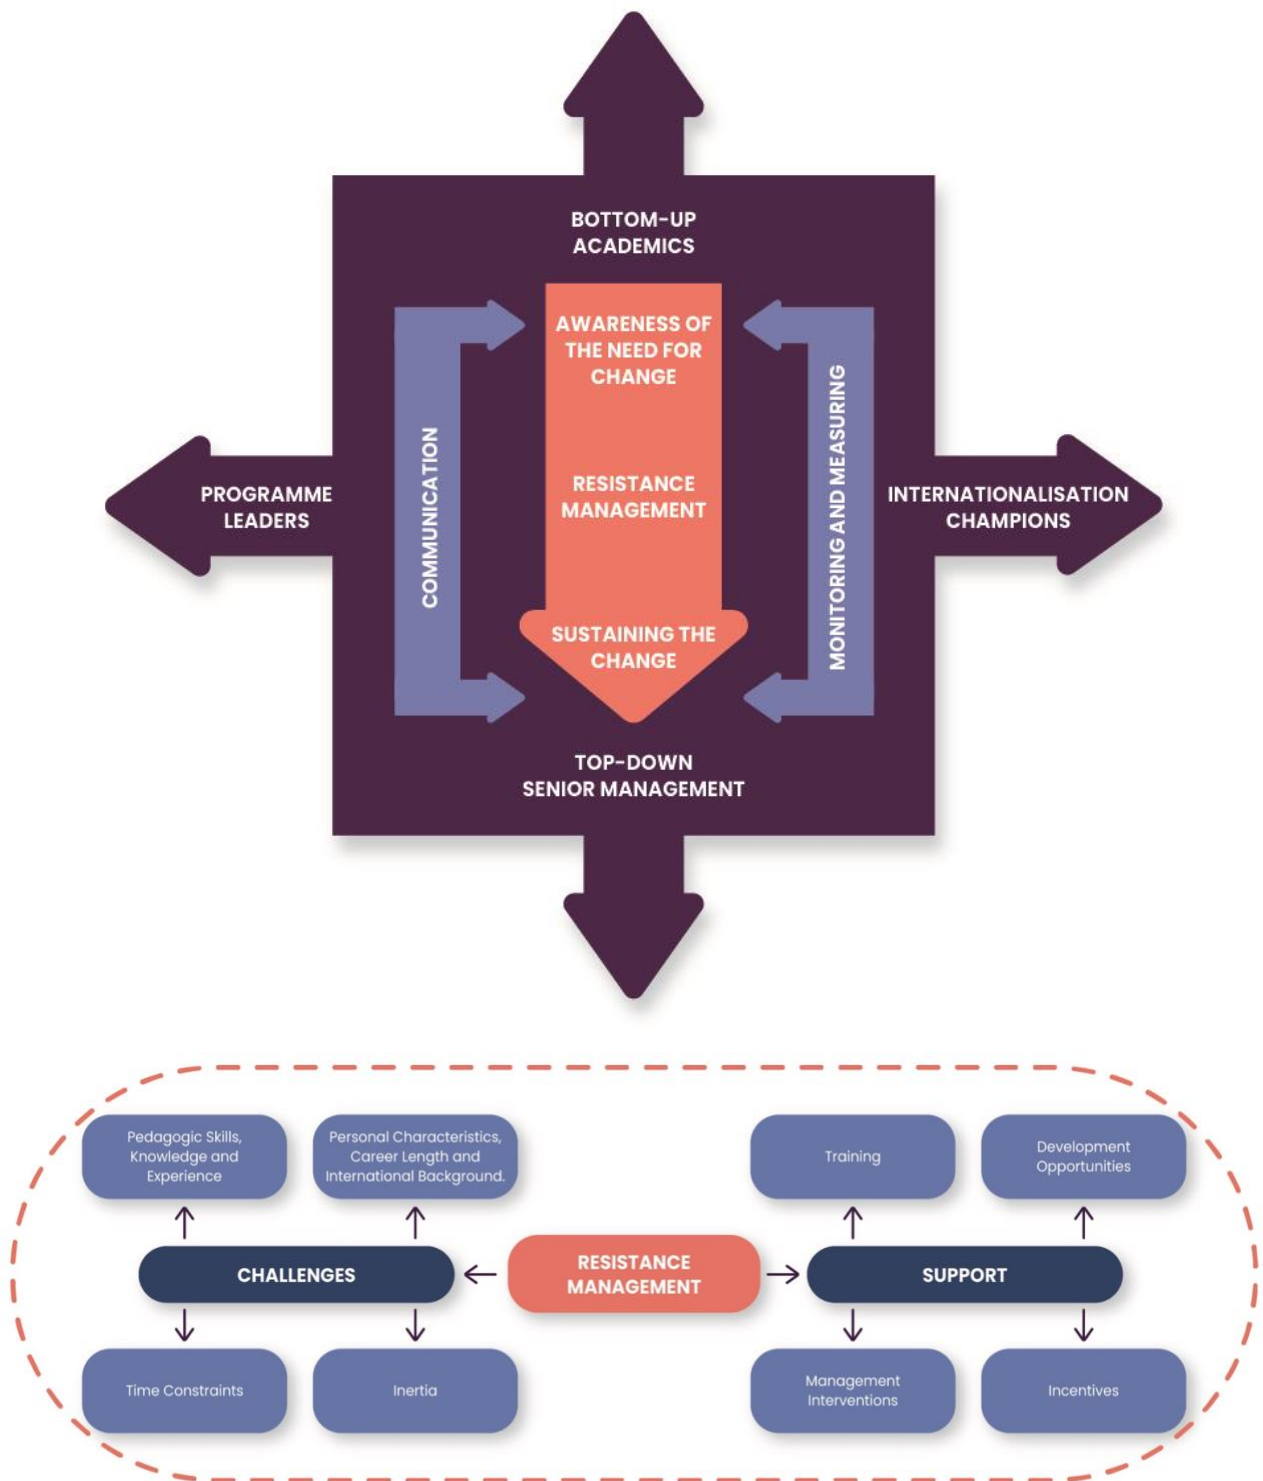 BOTTOM-UP
ACADEMICS
AWARENESS OF
THE NEED FOR
CHANGE
COMMUNICATION
MONITORING AND MEASURING
PROGRAMME
LEADERS
RESISTANCE
MANAGEMENT
INTERNATIONALISATION
CHAMPIONS
SUSTAINING THE
CHANGE
TOP-DOWN
SENIOR MANAGEMENT
Pedagogic Skills,
Knowledge and
Experience
Personal Characteristics,
Career Length and
International Background.
Training
Development
Opportunities
CHALLENGES
RESISTANCE
MANAGEMENT
SUPPORT
Time Constraints
Inertia
Management
Interventions
Incentives